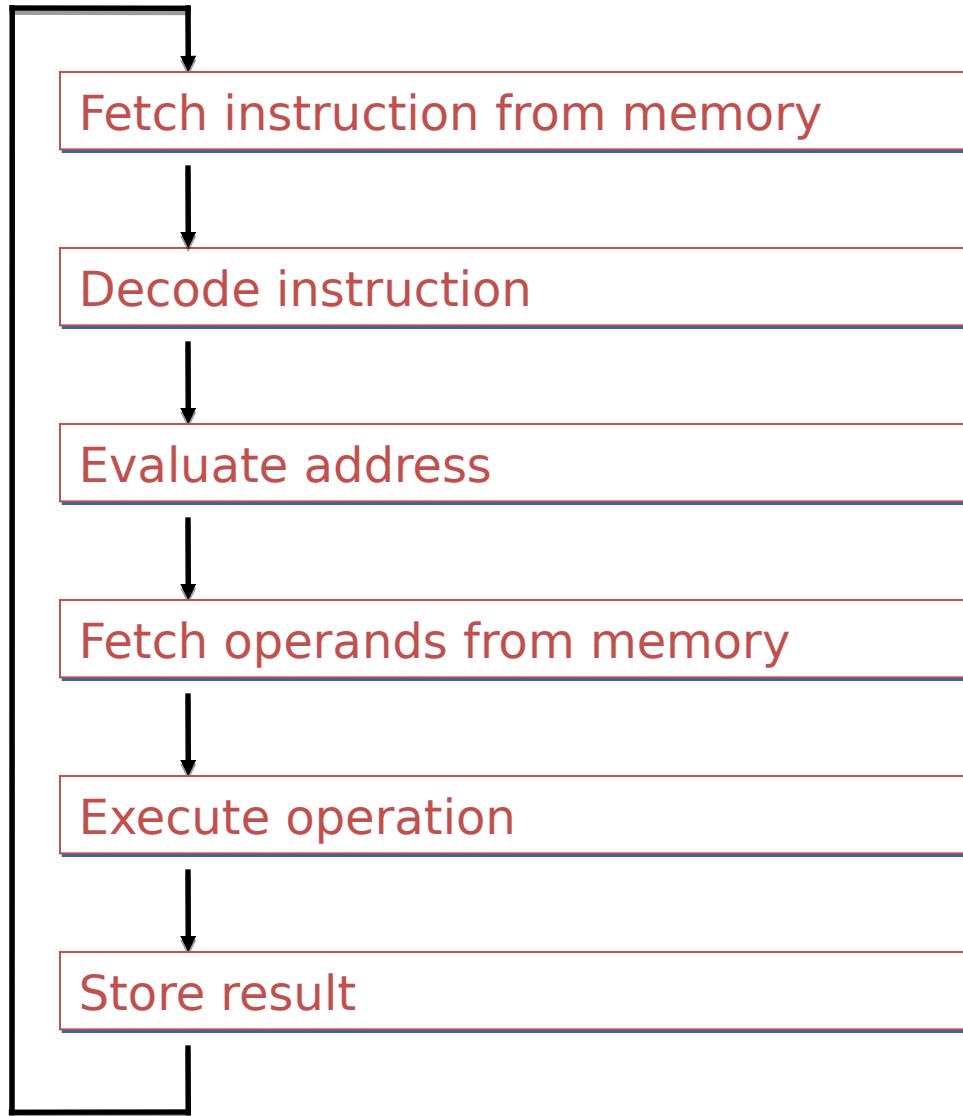 Fetch instruction from memory
Decode instruction
Evaluate address
Fetch operands from memory
Execute operation
Store result